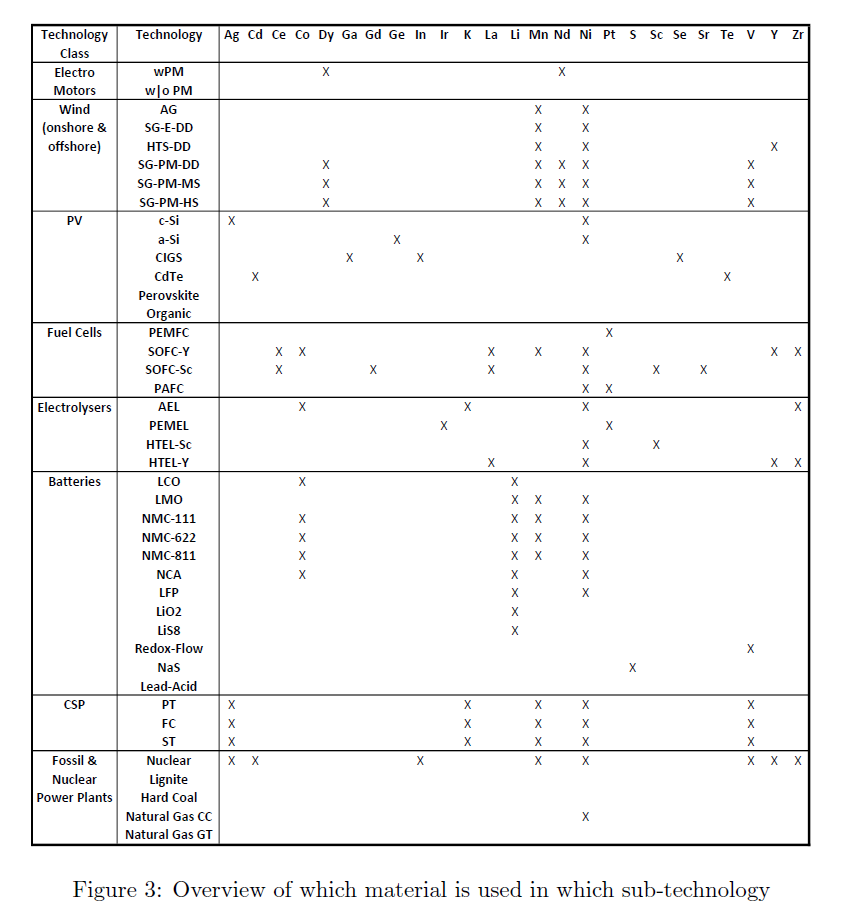 Technology Class Technology Ag Cd Ce Co Dy Ga Gd Ge In Ir K La Li Mn Nd Ni Pt S Sc Se Sr Te V Y Zr
Electro Motors wPM X X
w|o PM
Wind (onshore & offshore) AG X X
SG-E-DD X X
HTS-DD X X X
SG-PM-DD X X X X X
SG-PM-MS X X X X X
SG-PM-HS X X X X X
PV c-Si X X
a-Si X X
CIGS X X X
CdTe X X
Perovskite
Organic
Fuel Cells PEMFC X
SOFC-Y X X X X X X X
SOFC-Sc X X X X X X
PAFC X X
Electrolysers AEL X X X X
PEMEL X X
HTEL-Sc X X
HTEL-Y X X X X
Batteries LCO X X
LMO X X X
NMC-111 X X X X
NMC-622 X X X X
NMC-811 X X X X
NCA X X X
LFP X X
LiO2 X
LiS8 X
Redox-Flow X
NaS X
Lead-Acid
CSP PT X X X X X
FC X X X X X
ST X X X X X
Fossil & Nuclear Power Plants Nuclear X X X X X X X X
Lignite
Hard Coal
Natural Gas CC X
Natural Gas GT
Figure 3: Overview of which material is used in which sub-technology